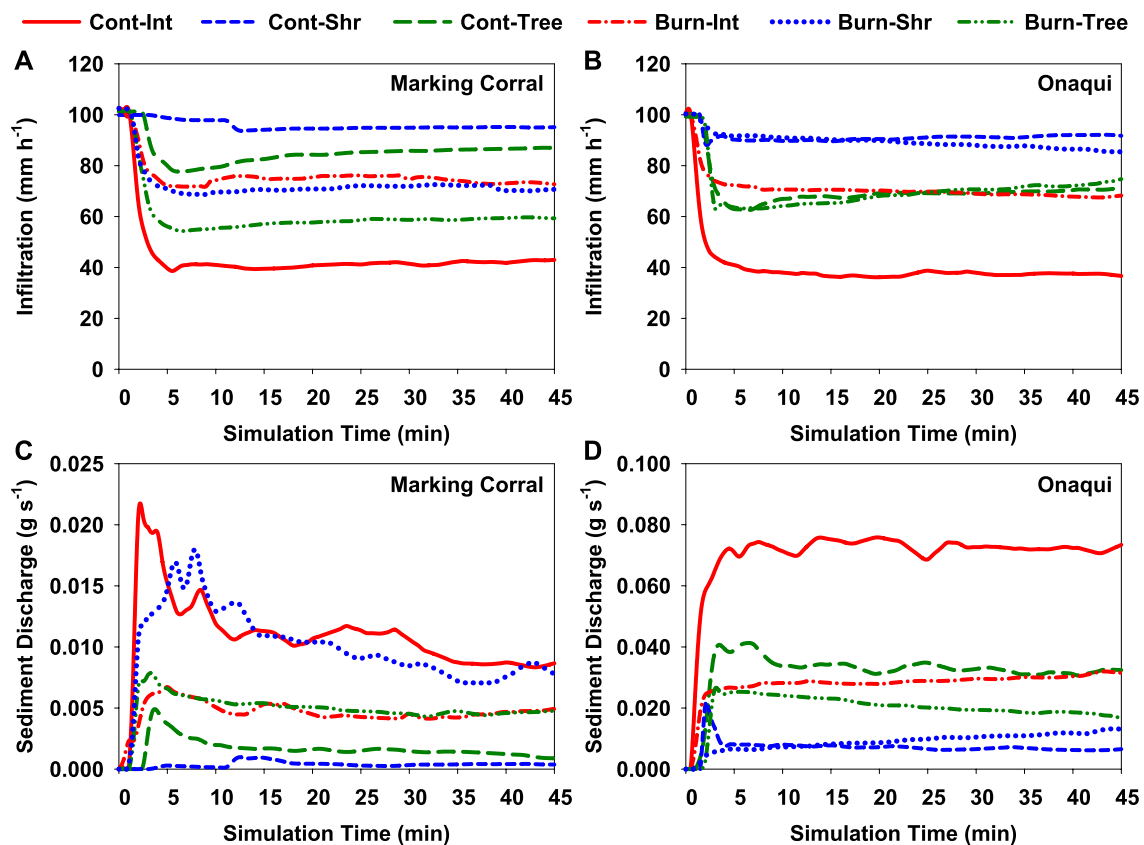 Cont-Int Cont-Shr Cont-Tree Burn-Int Burn-Shr Burn-Tree
A
Marking Corral
Infiltration (mm h-1)
120
100
80
60
40
20
0
0 5 10 15 20 25 30 35 40 45
Simulation Time (min)
B
Onaqui
Infiltration (mm h-1)
120
100
80
60
40
20
0
0 5 10 15 20 25 30 35 40 45
Simulation Time (min)
C
Marking Corral
Sediment Discharge (g s-1)
0.025
0.020
0.015
0.010
0.005
0.000
0 5 10 15 20 25 30 35 40 45
Simulation Time (min)
D
Onaqui
Sediment Discharge (g s-1)
0.100
0.080
0.060
0.040
0.020
0.000
0 5 10 15 20 25 30 35 40 45
Simulation Time (min)